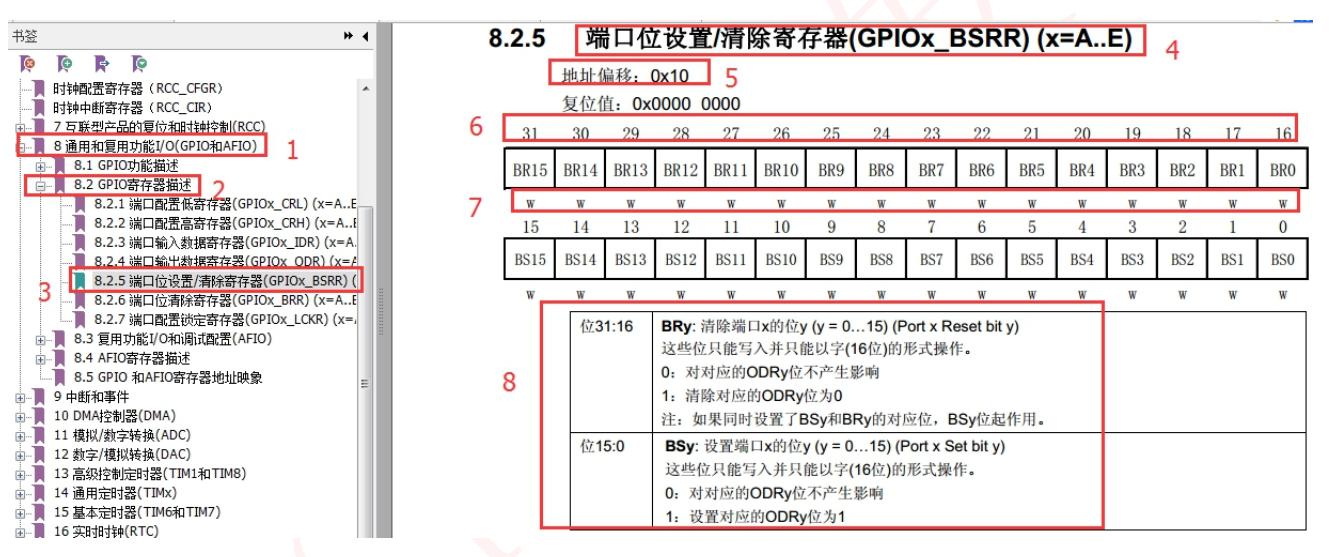 书签
时钟配置寄存器（RCC_CFGR)
时钟中断寄存器（RCC_CIR)
7 互联型产品的复位和时钟控制(RCC)
8 通用和复用功能I/O(GPIO和AFIO)
1
8.1 GPIO功能描述
8.2 GPIO寄存器描述
2
8.2.1 端口配置低寄存器(GPIOx_CRL) (x=A..E
8.2.2 端口配置高寄存器(GPIOx_CRH) (x=A..E
8.2.3 端口输入数据寄存器(GPIOx_IDR) (x=A.
8.2.4 端口输出数据寄存器(GPIOx_ODR) (x=A
8.2.5 端口位设置/清除寄存器(GPIOx_BSRR) (
3
8.2.6 端口位清除寄存器(GPIOx_BRR) (x=A..E
8.2.7 端口配置锁定寄存器(GPIOx_LCKR) (x=
8.3 复用功能I/O和调试配置(AFIO)
8.4 AFIO寄存器描述
8.5 GPIO 和AFIO寄存器地址映象
9 中断和事件
10 DMA控制器(DMA)
11 模拟/数字转换(ADC)
12 数字/模拟转换(DAC)
13 高级控制定时器(TIM1和TIM8)
14 通用定时器(TIMx)
15 基本定时器(TIM6和TIM7)
16 实时时钟(RTC)
8.2.5 端口位设置/清除寄存器(GPIOx_BSRR) (x=A..E)
4
地址偏移：0x10
5
复位值：0x0000 0000
6
31 30 29 28 27 26 25 24 23 22 21 20 19 18 17 16
BR15 BR14 BR13 BR12 BR11 BR10 BR9 BR8 BR7 BR6 BR5 BR4 BR3 BR2 BR1 BR0
7
w w w w w w w w w w w w w w w w
15 14 13 12 11 10 9 8 7 6 5 4 3 2 1 0
BS15 BS14 BS13 BS12 BS11 BS10 BS9 BS8 BS7 BS6 BS5 BS4 BS3 BS2 BS1 BS0
w w w w w w w w w w w w w w w w
8
位31:16 BRy: 清除端口x的位y (y = 0…15) (Port x Reset bit y)
这些位只能写入并只能以字(16位)的形式操作。
0：对对应的ODRy位不产生影响
1：清除对应的ODRy位为0
注：如果同时设置了BSy和BRy的对应位，BSy位起作用。
位15:0 BSy: 设置端口x的位y (y = 0…15) (Port x Set bit y)
这些位只能写入并只能以字(16位)的形式操作。
0：对对应的ODRy位不产生影响
1：设置对应的ODRy位为1